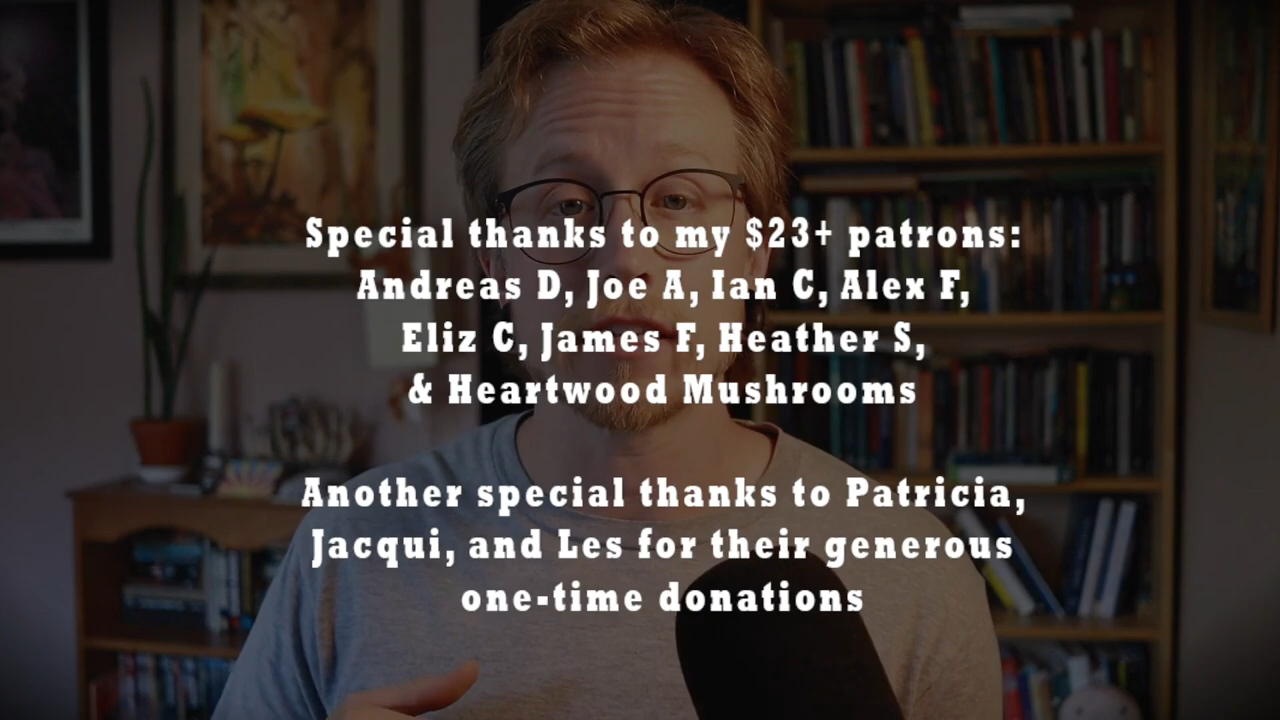 Special thanks to my $23+ patrons:
Andreas D, Joe A, Ian C, Alex F,
Eliz C, James F, Heather S,
& Heartwood Mushrooms
Another special thanks to Patricia,
Jacqui, and Les for their generous
one-time donations